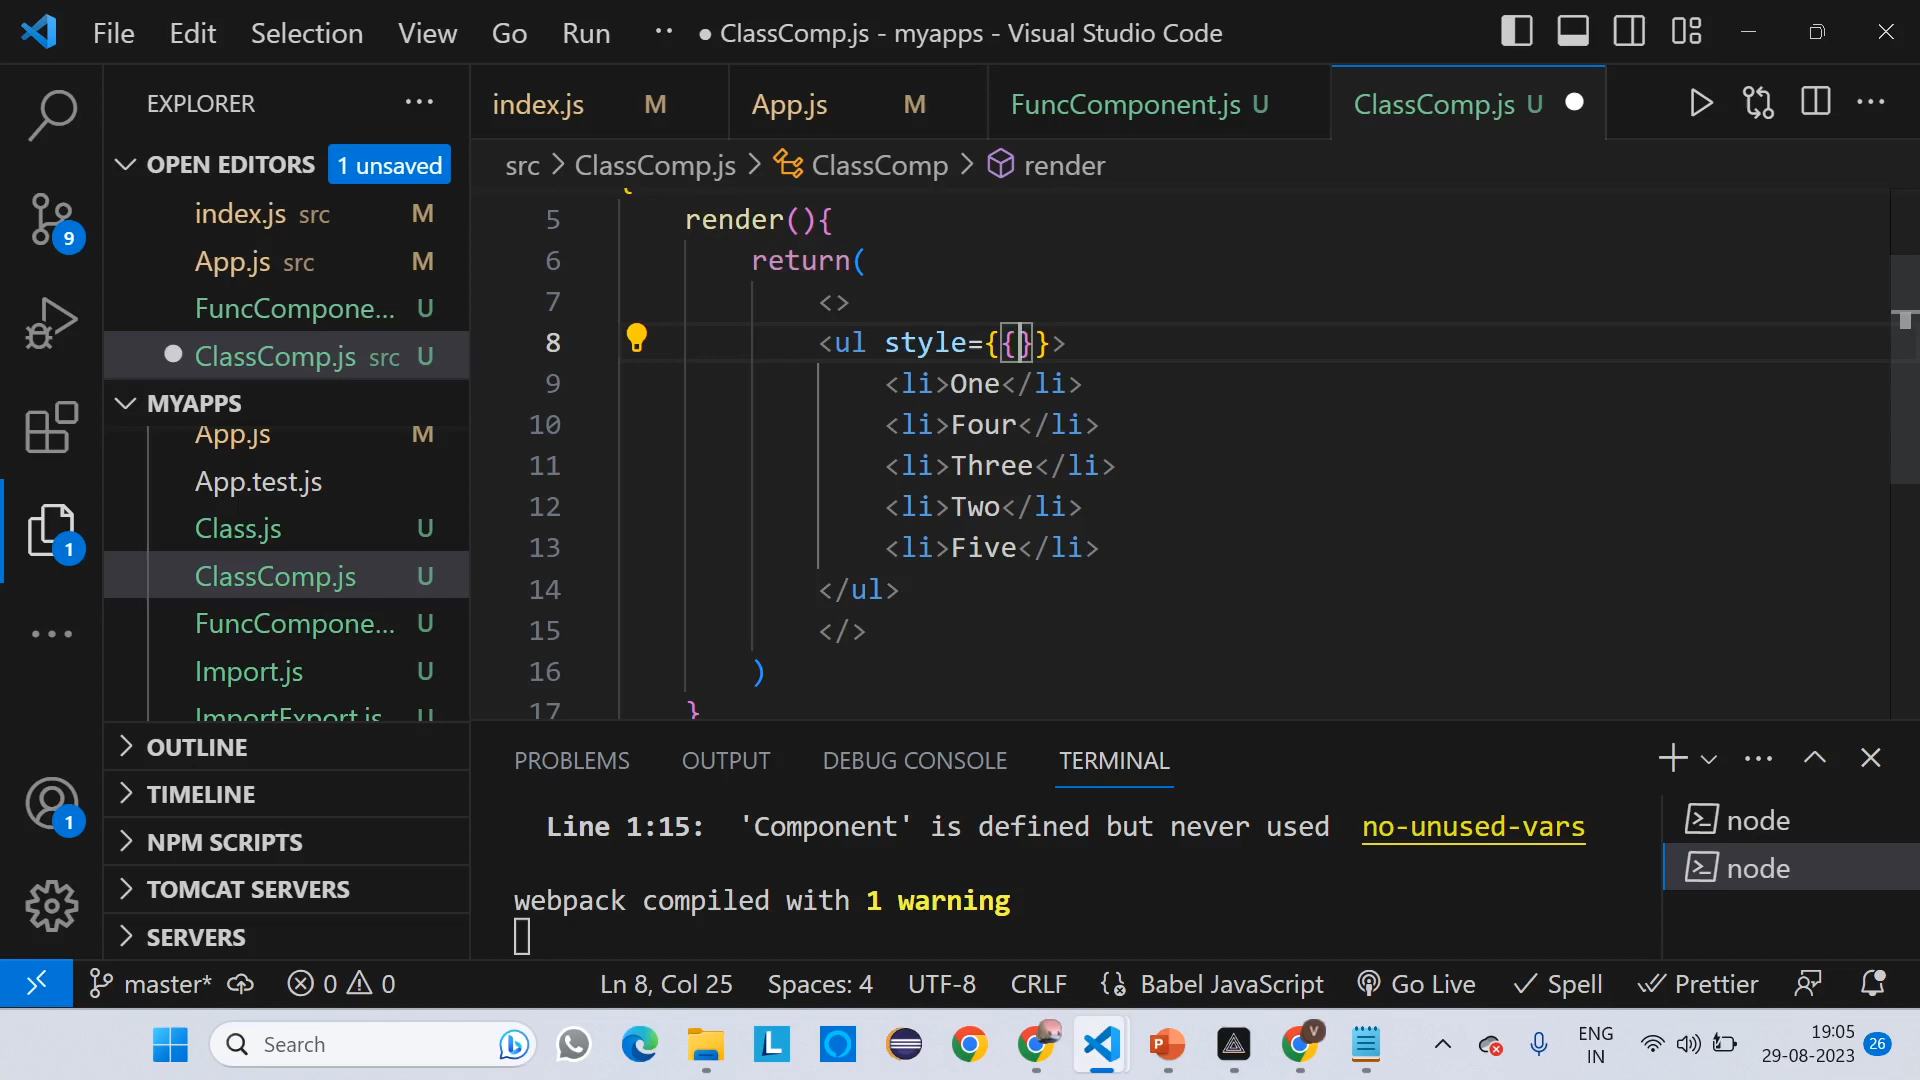 File Edit Selection View Go Run ·· ● ClassComp.js - myapps - Visual Studio Code
EXPLORER ···
index.js M App.js M FuncComponent.js U ClassComp.js U ●
OPEN EDITORS 1 unsaved
src > ClassComp.js > ClassComp > render
index.js src M
App.js src M
FuncCompone... U
● ClassComp.js src U
MYAPPS
App.js M
App.test.js
Class.js U
ClassComp.js U
FuncCompone... U
Import.js U
ImportExport.js U
OUTLINE
TIMELINE
NPM SCRIPTS
TOMCAT SERVERS
SERVERS
9
1
1
{
5 render(){
6 return(
7 <>
8 <ul style={{}}>
9 <li>One</li>
10 <li>Four</li>
11 <li>Three</li>
12 <li>Two</li>
13 <li>Five</li>
14 </ul>
15 </>
16 )
17 }
PROBLEMS OUTPUT DEBUG CONSOLE TERMINAL
Line 1:15: 'Component' is defined but never used no-unused-vars
webpack compiled with 1 warning
node
node
master* 0 0 Ln 8, Col 25 Spaces: 4 UTF-8 CRLF Babel JavaScript Go Live Spell Prettier
Search L P V ENG
IN
19:05
29-08-2023 26